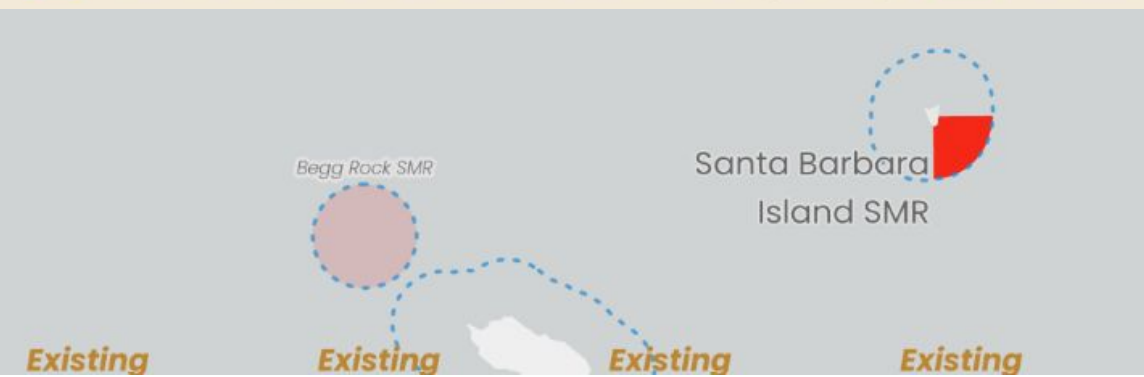 Begg Rock SMR
Santa Barbara
Island SMR
Existing Existing Existing Existing